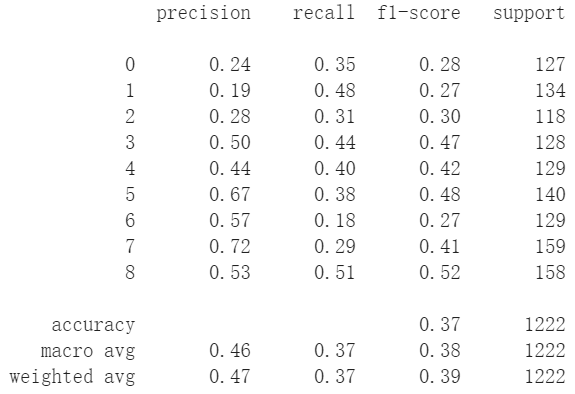 precision recall f1-score support
0 0.24 0.35 0.28 127
1 0.19 0.48 0.27 134
2 0.28 0.31 0.30 118
3 0.50 0.44 0.47 128
4 0.44 0.40 0.42 129
5 0.67 0.38 0.48 140
6 0.57 0.18 0.27 129
7 0.72 0.29 0.41 159
8 0.53 0.51 0.52 158
accuracy 0.37 1222
macro avg 0.46 0.37 0.38 1222
weighted avg 0.47 0.37 0.39 1222